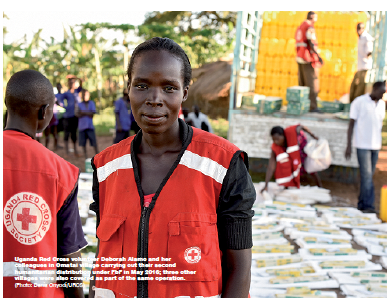 UGANDA RED CROSS
SOCIETY
Uganda Red Cross volunteer Deborah Alamo and her
colleagues in Omatai village carrying out their second
humanitarian distribution under FbF in May 2016; three other
villages were also covered as part of the same operation.
(Photo: Denis Onyodi/URCS)